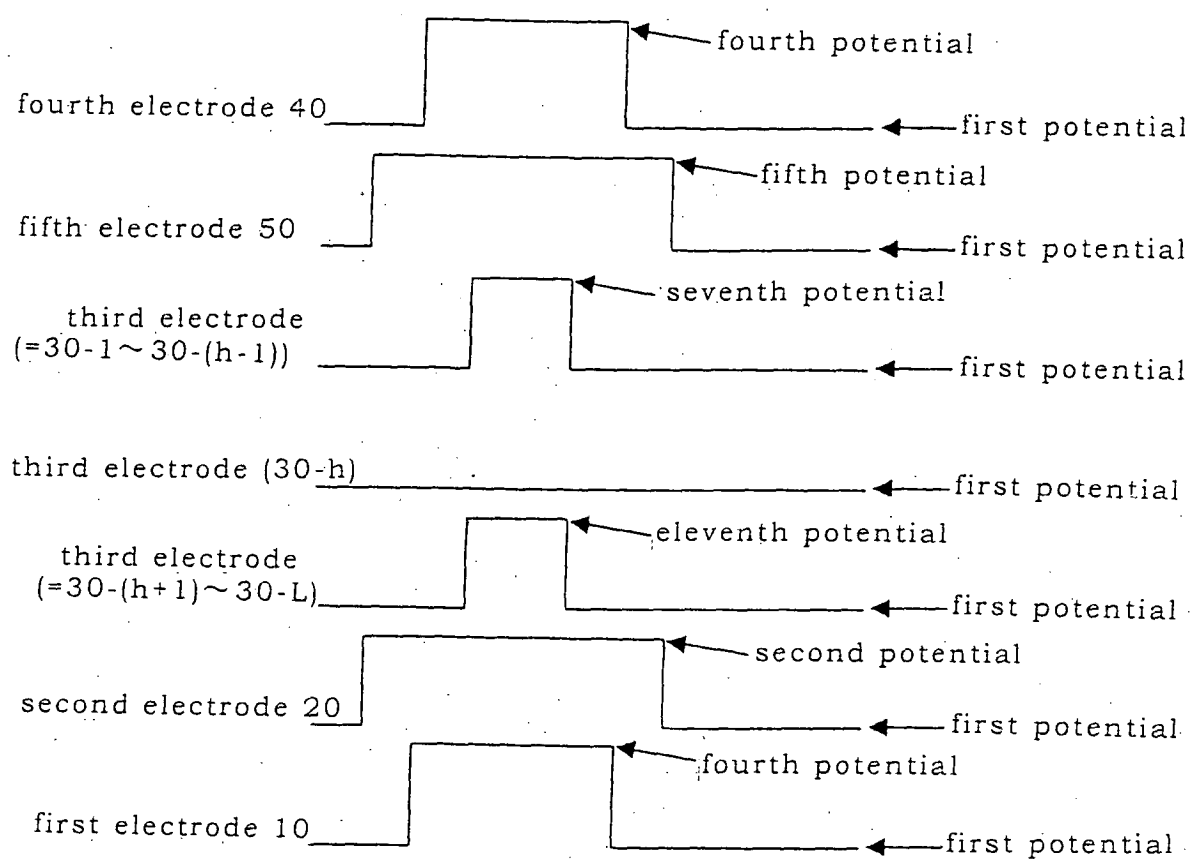 fourth potential
fourth electrode 40
first potential
fifth potential
fifth electrode 50
first potential
seventh potential
third electrode
(=30-1～30-(h-1))
first potential
third electrode (30-h)
first potential
eleventh potential
third electrode
(=30-(h+1)～30-L)
first potential
second potential
second electrode 20
first potential
fourth potential
first electrode 10
first potential